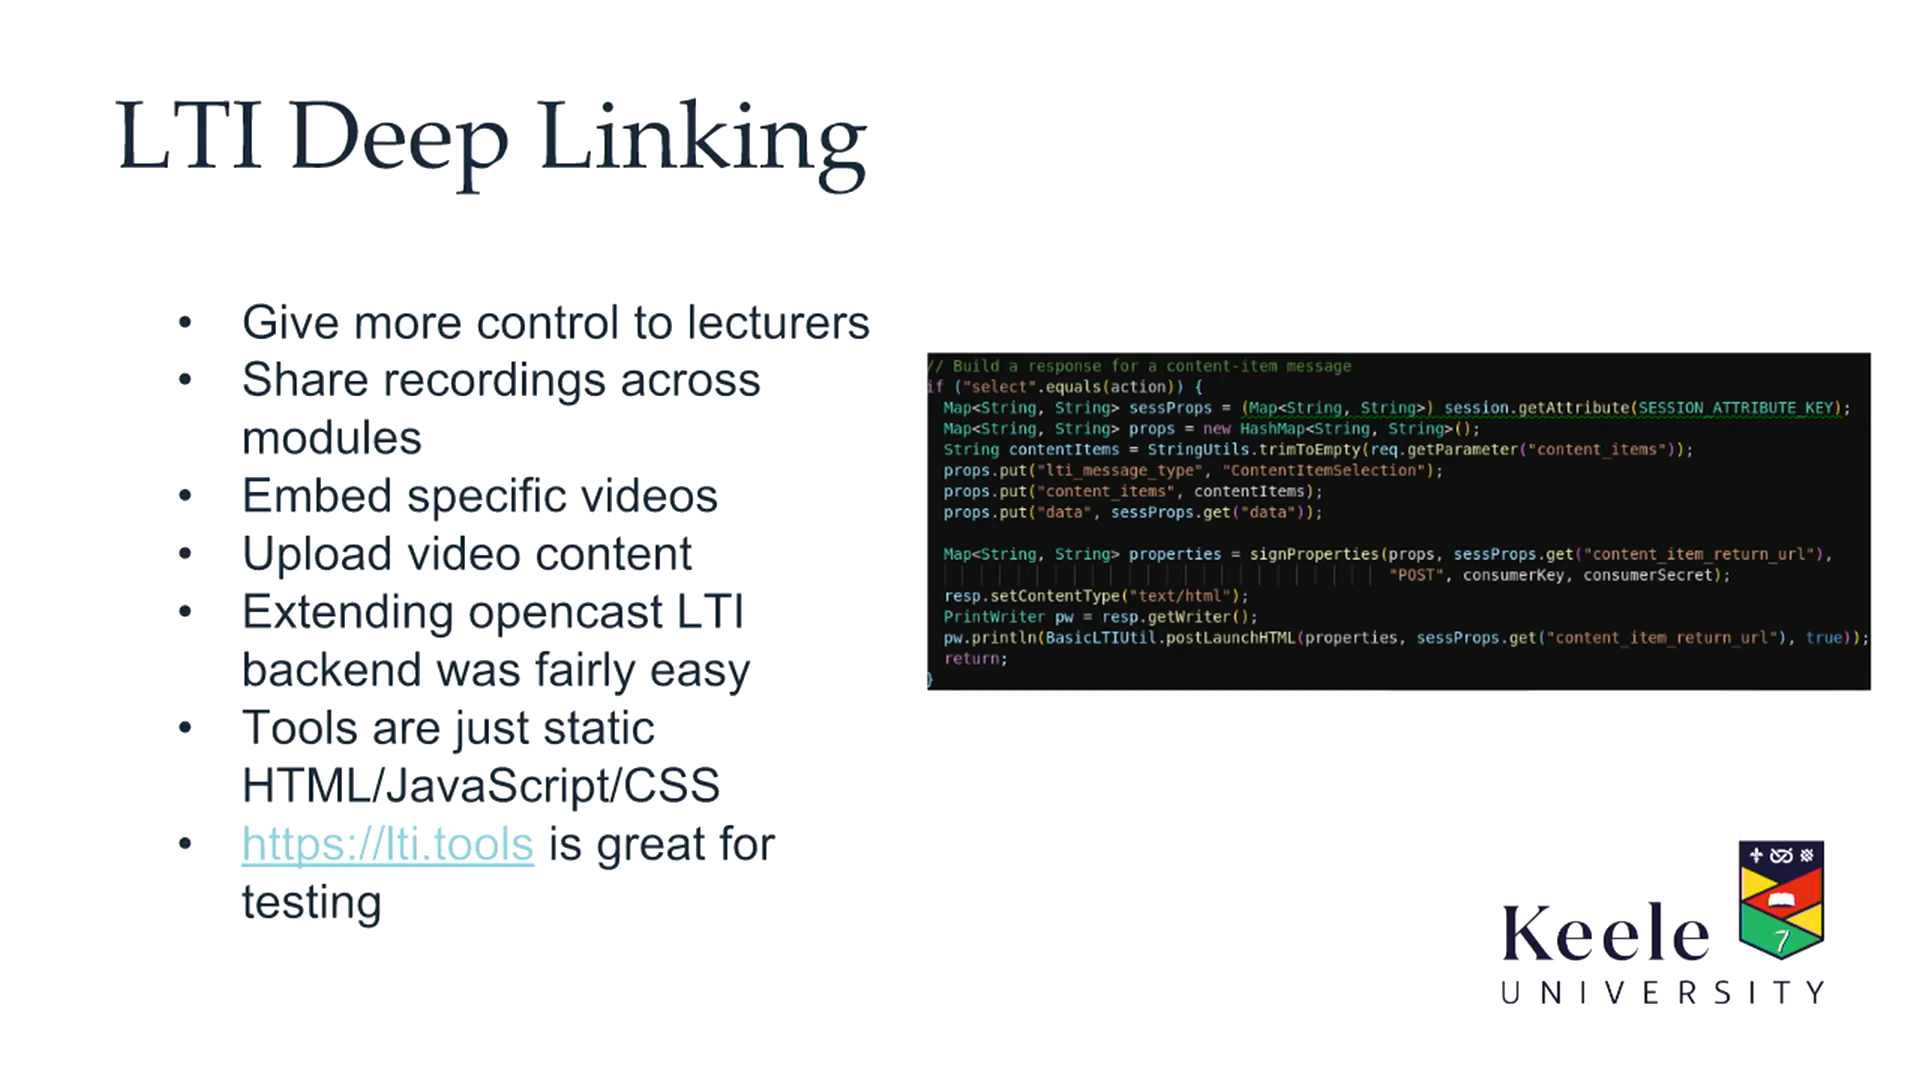 LTI Deep Linking
• Give more control to lecturers
• Share recordings across
modules
• Embed specific videos
• Upload video content
• Extending opencast LTI
backend was fairly easy
• Tools are just static
HTML/JavaScript/CSS
• https://lti.tools is great for
testing
// Build a response for a content-item message
if ("select".equals(action)) {
Map<String, String> sessProps = (Map<String, String>) session.getAttribute(SESSION_ATTRIBUTE_KEY);
Map<String, String> props = new HashMap<String, String>();
String contentItems = StringUtils.trimToEmpty(req.getParameter("content_items"));
props.put("lti_message_type", "ContentItemSelection");
props.put("content_items", contentItems);
props.put("data", sessProps.get("data"));
Map<String, String> properties = signProperties(props, sessProps.get("content_item_return_url"),
"POST", consumerKey, consumerSecret);
resp.setContentType("text/html");
PrintWriter pw = resp.getWriter();
pw.println(BasicLTIUtil.postLaunchHTML(properties, sessProps.get("content_item_return_url"), true));
return;
}
Keele
UNIVERSITY